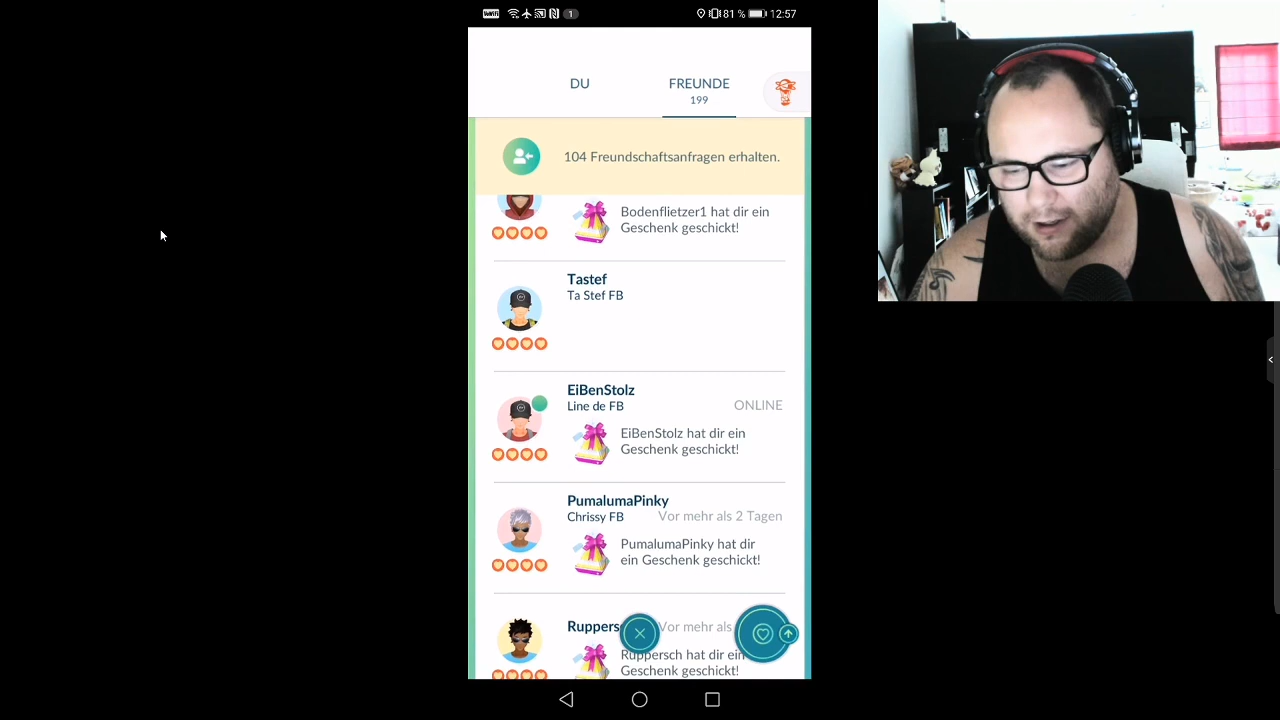 VoWiFi
1
81 %
12:57
DU
FREUNDE
199
104 Freundschaftsanfragen erhalten.
Bodenflietzer1 hat dir ein
Geschenk geschickt!
Tastef
Ta Stef FB
EiBenStolz
Line de FB
ONLINE
EiBenStolz hat dir ein
Geschenk geschickt!
PumalumaPinky
Chrissy FB
Vor mehr als 2 Tagen
PumalumaPinky hat dir
ein Geschenk geschickt!
Ruppers
Vor mehr als
Ruppersch hat dir ein
Geschenk geschickt!